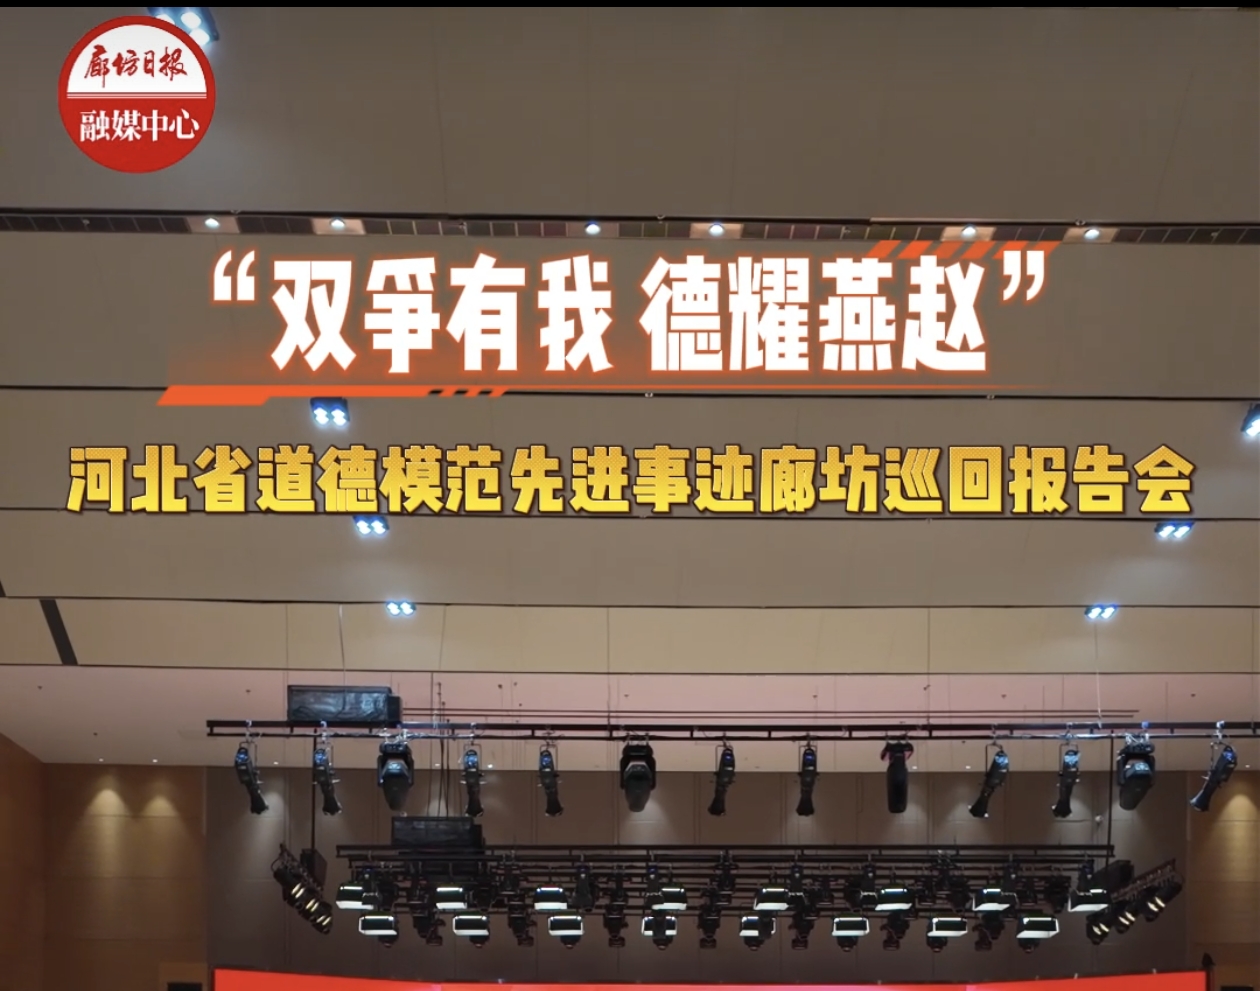 廊坊日报
融媒中心
“双争有我 德耀燕赵”
河北省道德模范先进事迹廊坊巡回报告会